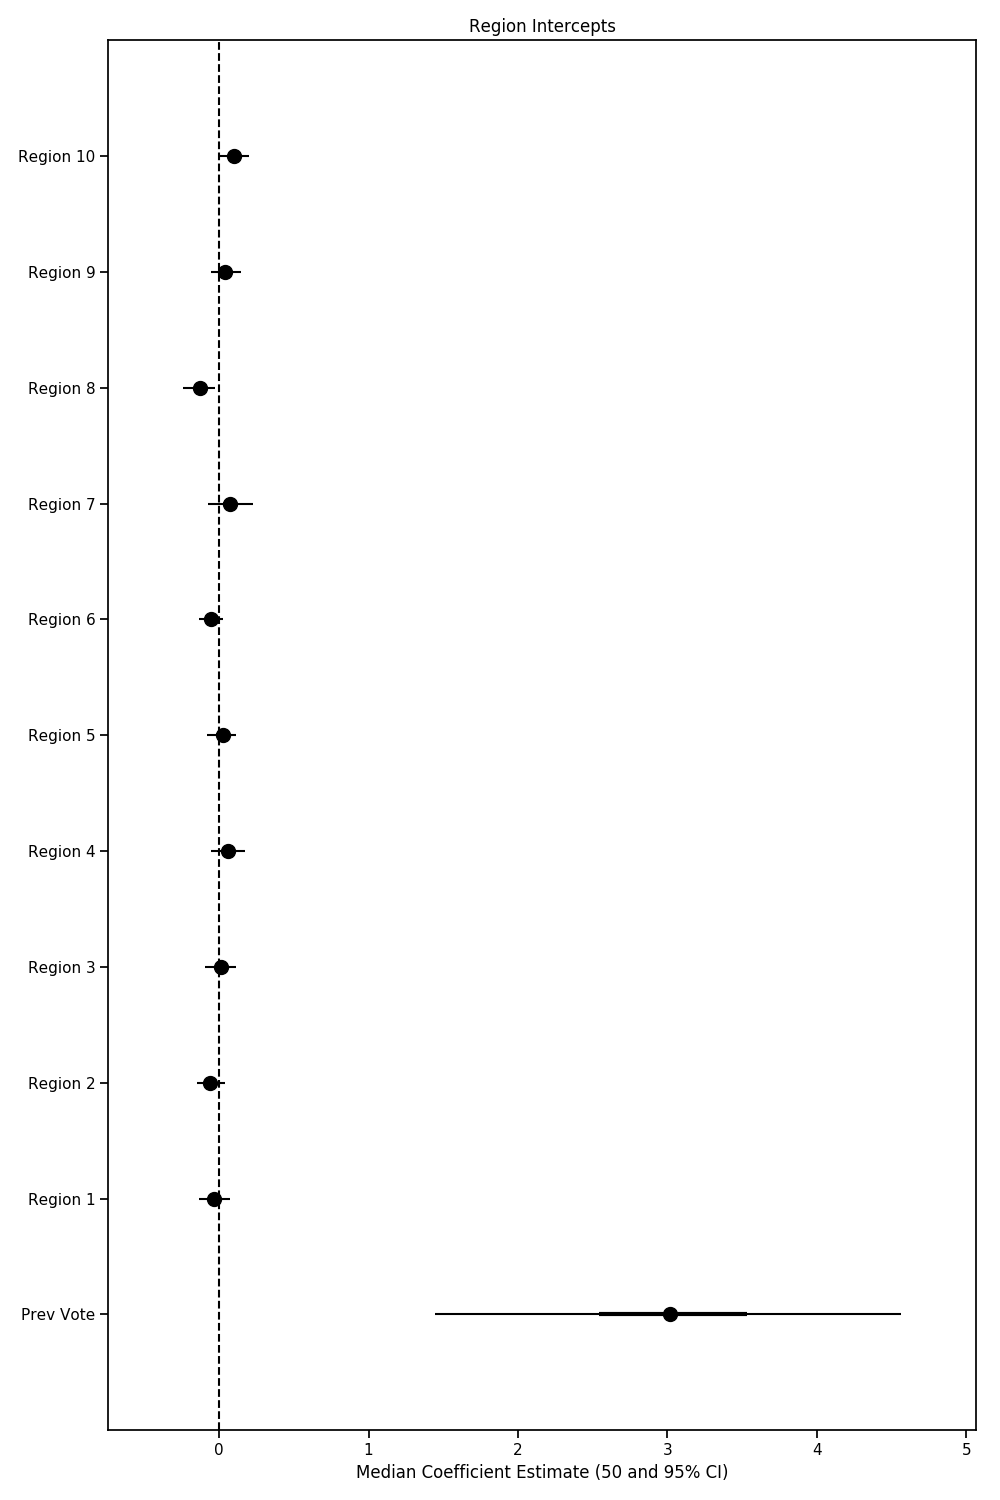 Region Intercepts
Region 10
Region 9
Region 8
Region 7
Region 6
Region 5
Region 4
Region 3
Region 2
Region 1
Prev Vote
0 1 2 3 4 5
Median Coefficient Estimate (50 and 95% CI)